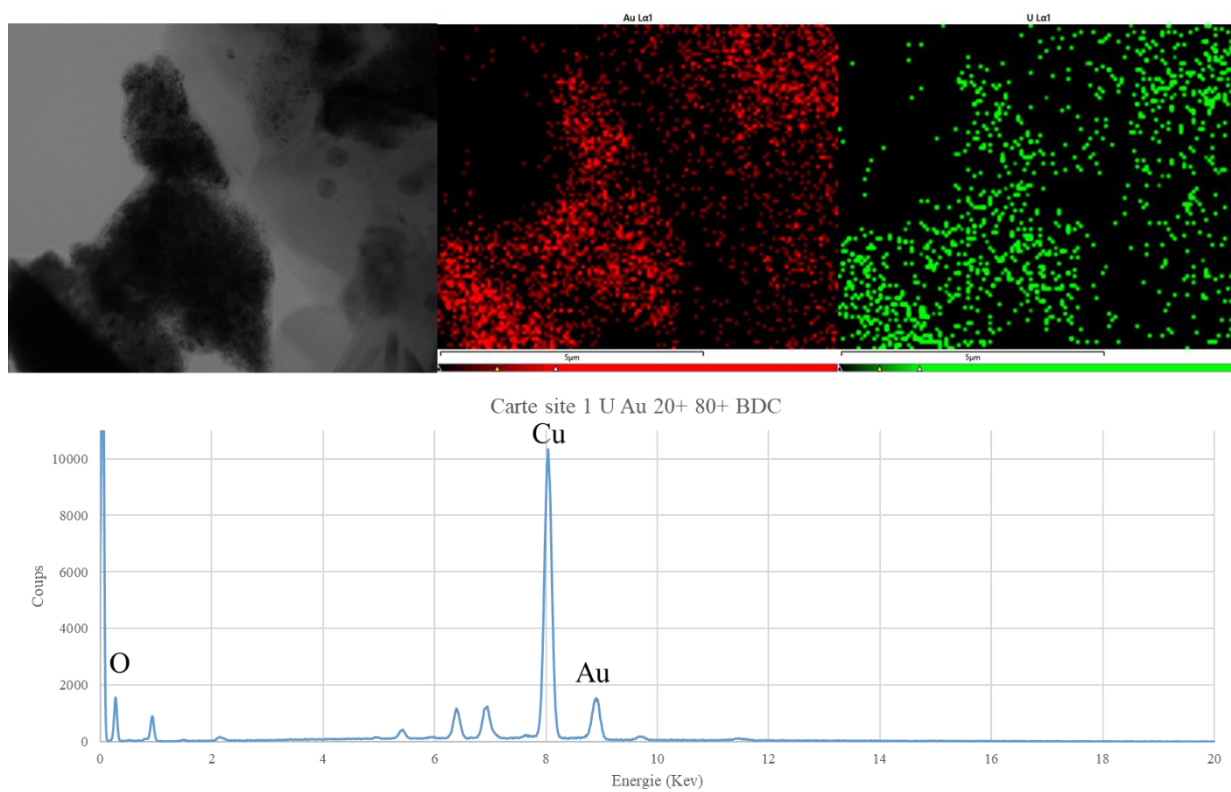 Au Lα1
U Lα1
5μm
5μm
Carte site 1 U Au 20+ 80+ BDC
Cu
10000
8000
Coups
6000
4000
O
Au
2000
0
0 2 4 6 8 10 12 14 16 18 20
Energie (Kev)